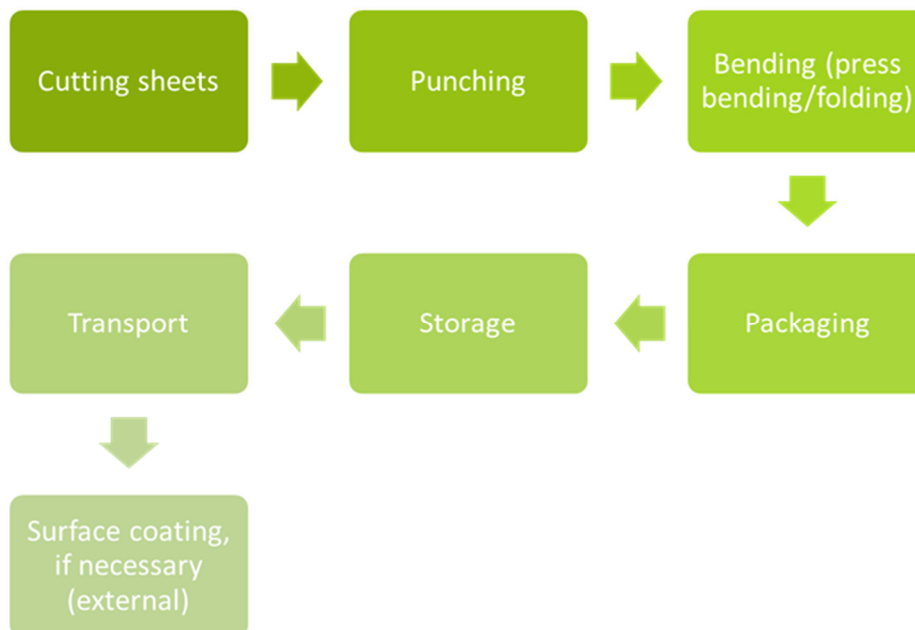 Cutting sheets
Punching
Bending (press
bending/folding)
Packaging
Storage
Transport
Surface coating,
if necessary
(external)